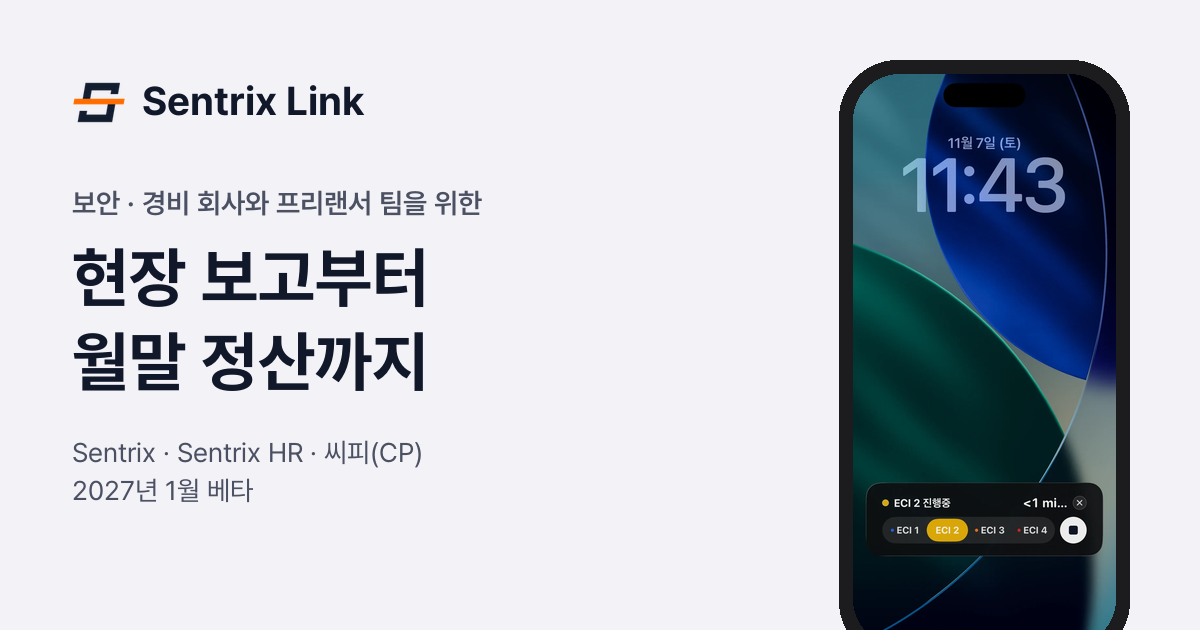 Sentrix Link
보안 · 경비 회사와 프리랜서 팀을 위한
현장 보고부터
월말 정산까지
Sentrix · Sentrix HR · 씨피(CP)
2027년 1월 베타
11월 7일 (토)
11:43
ECI 2 진행중 <1 mi...
ECI 1 ECI 2 ECI 3 ECI 4